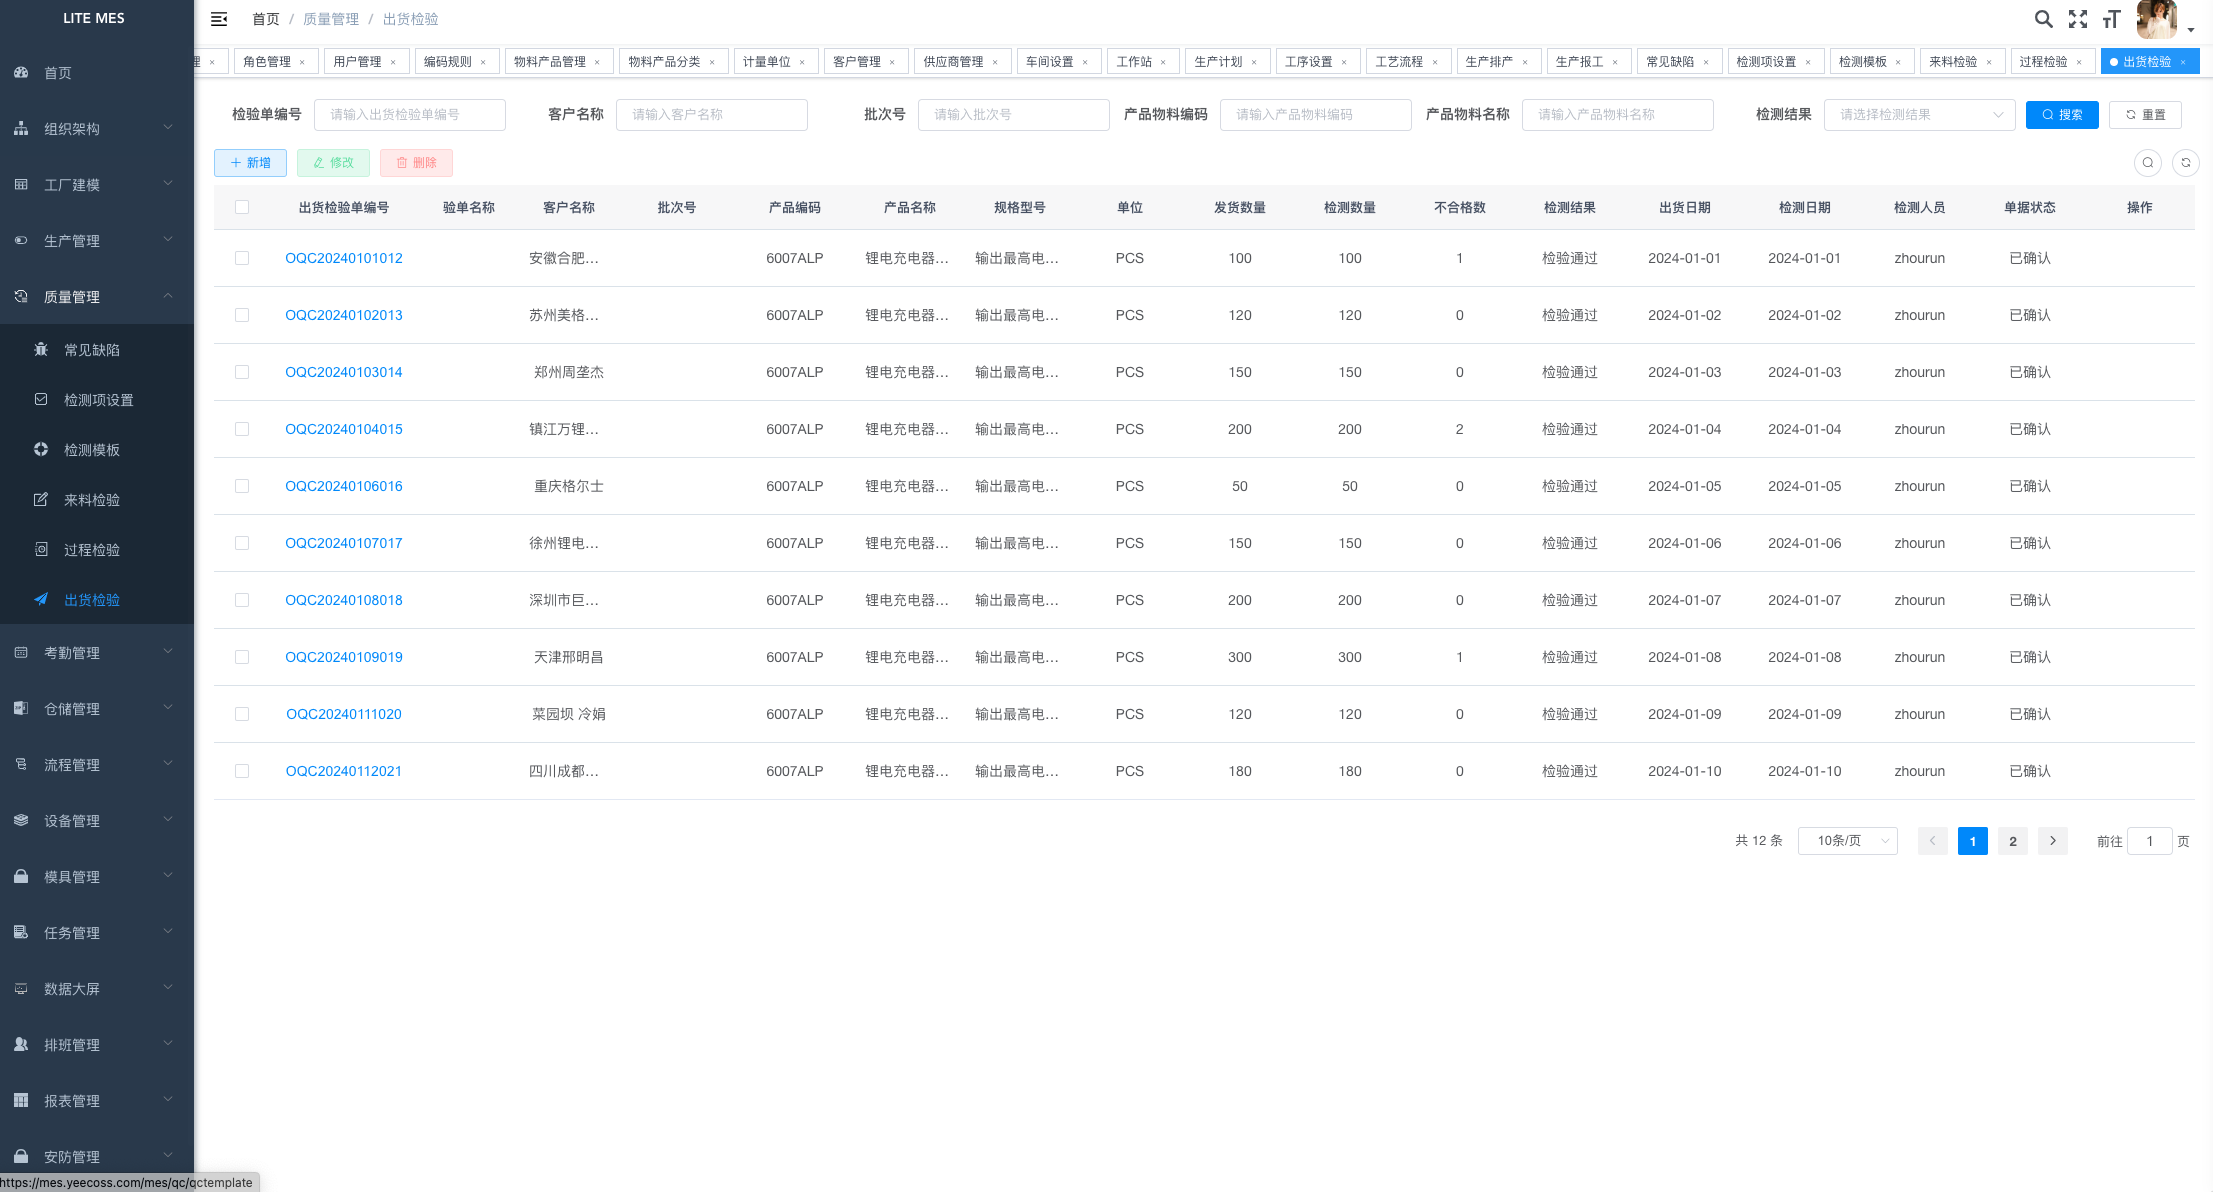 LITE MES
首页
组织架构
工厂建模
生产管理
质量管理
常见缺陷
检测项设置
检测模板
来料检验
过程检验
出货检验
考勤管理
仓储管理
流程管理
设备管理
模具管理
任务管理
数据大屏
排班管理
报表管理
安防管理
https://mes.yeecoss.com/mes/qc/qctemplate
首页 / 质量管理 / 出货检验
理 × 角色管理 × 用户管理 × 编码规则 × 物料产品管理 × 物料产品分类 × 计量单位 × 客户管理 × 供应商管理 × 车间设置 × 工作站 × 生产计划 × 工序设置 × 工艺流程 × 生产排产 × 生产报工 × 常见缺陷 × 检测项设置 × 检测模板 × 来料检验 × 过程检验 × 出货检验 ×
检验单编号 请输入出货检验单编号 客户名称 请输入客户名称 批次号 请输入批次号 产品物料编码 请输入产品物料编码 产品物料名称 请输入产品物料名称 检测结果 请选择检测结果 搜索 重置
新增 修改 删除
出货检验单编号 验单名称 客户名称 批次号 产品编码 产品名称 规格型号 单位 发货数量 检测数量 不合格数 检测结果 出货日期 检测日期 检测人员 单据状态 操作
OQC20240101012 安徽合肥... 6007ALP 锂电充电器... 输出最高电... PCS 100 100 1 检验通过 2024-01-01 2024-01-01 zhourun 已确认
OQC20240102013 苏州美格... 6007ALP 锂电充电器... 输出最高电... PCS 120 120 0 检验通过 2024-01-02 2024-01-02 zhourun 已确认
OQC20240103014 郑州周垄杰 6007ALP 锂电充电器... 输出最高电... PCS 150 150 0 检验通过 2024-01-03 2024-01-03 zhourun 已确认
OQC20240104015 镇江万锂... 6007ALP 锂电充电器... 输出最高电... PCS 200 200 2 检验通过 2024-01-04 2024-01-04 zhourun 已确认
OQC20240106016 重庆格尔士 6007ALP 锂电充电器... 输出最高电... PCS 50 50 0 检验通过 2024-01-05 2024-01-05 zhourun 已确认
OQC20240107017 徐州锂电... 6007ALP 锂电充电器... 输出最高电... PCS 150 150 0 检验通过 2024-01-06 2024-01-06 zhourun 已确认
OQC20240108018 深圳市巨... 6007ALP 锂电充电器... 输出最高电... PCS 200 200 0 检验通过 2024-01-07 2024-01-07 zhourun 已确认
OQC20240109019 天津邢明昌 6007ALP 锂电充电器... 输出最高电... PCS 300 300 1 检验通过 2024-01-08 2024-01-08 zhourun 已确认
OQC20240111020 菜园坝 冷娟 6007ALP 锂电充电器... 输出最高电... PCS 120 120 0 检验通过 2024-01-09 2024-01-09 zhourun 已确认
OQC20240112021 四川成都... 6007ALP 锂电充电器... 输出最高电... PCS 180 180 0 检验通过 2024-01-10 2024-01-10 zhourun 已确认
共 12 条 10条/页 1 2 前往 1 页